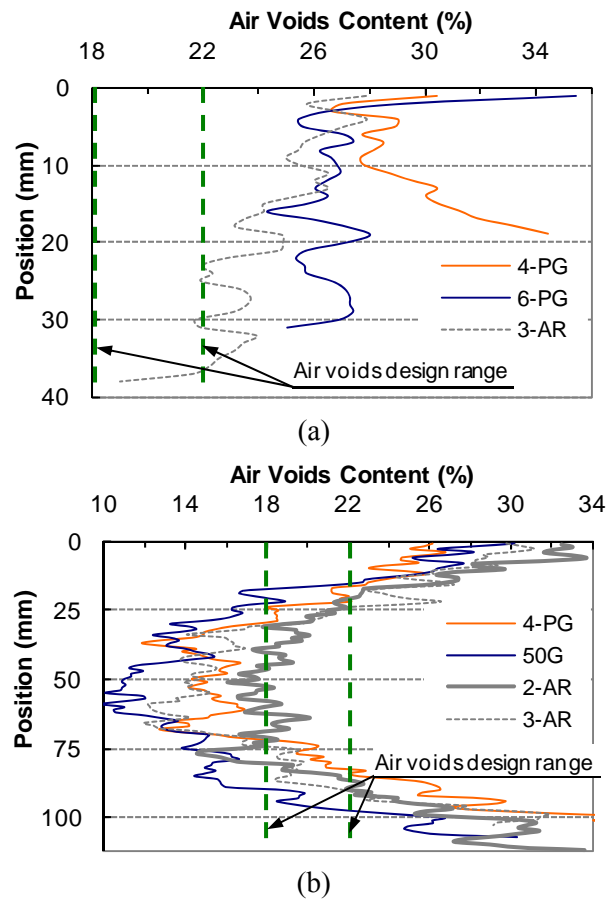 Air Voids Content (%)
18 22 26 30 34
0
10
20
30
40
Position (mm)
4-PG
6-PG
3-AR
Air voids design range
(a)
Air Voids Content (%)
10 14 18 22 26 30 34
0
25
50
75
100
Position (mm)
4-PG
50G
2-AR
3-AR
Air voids design range
(b)